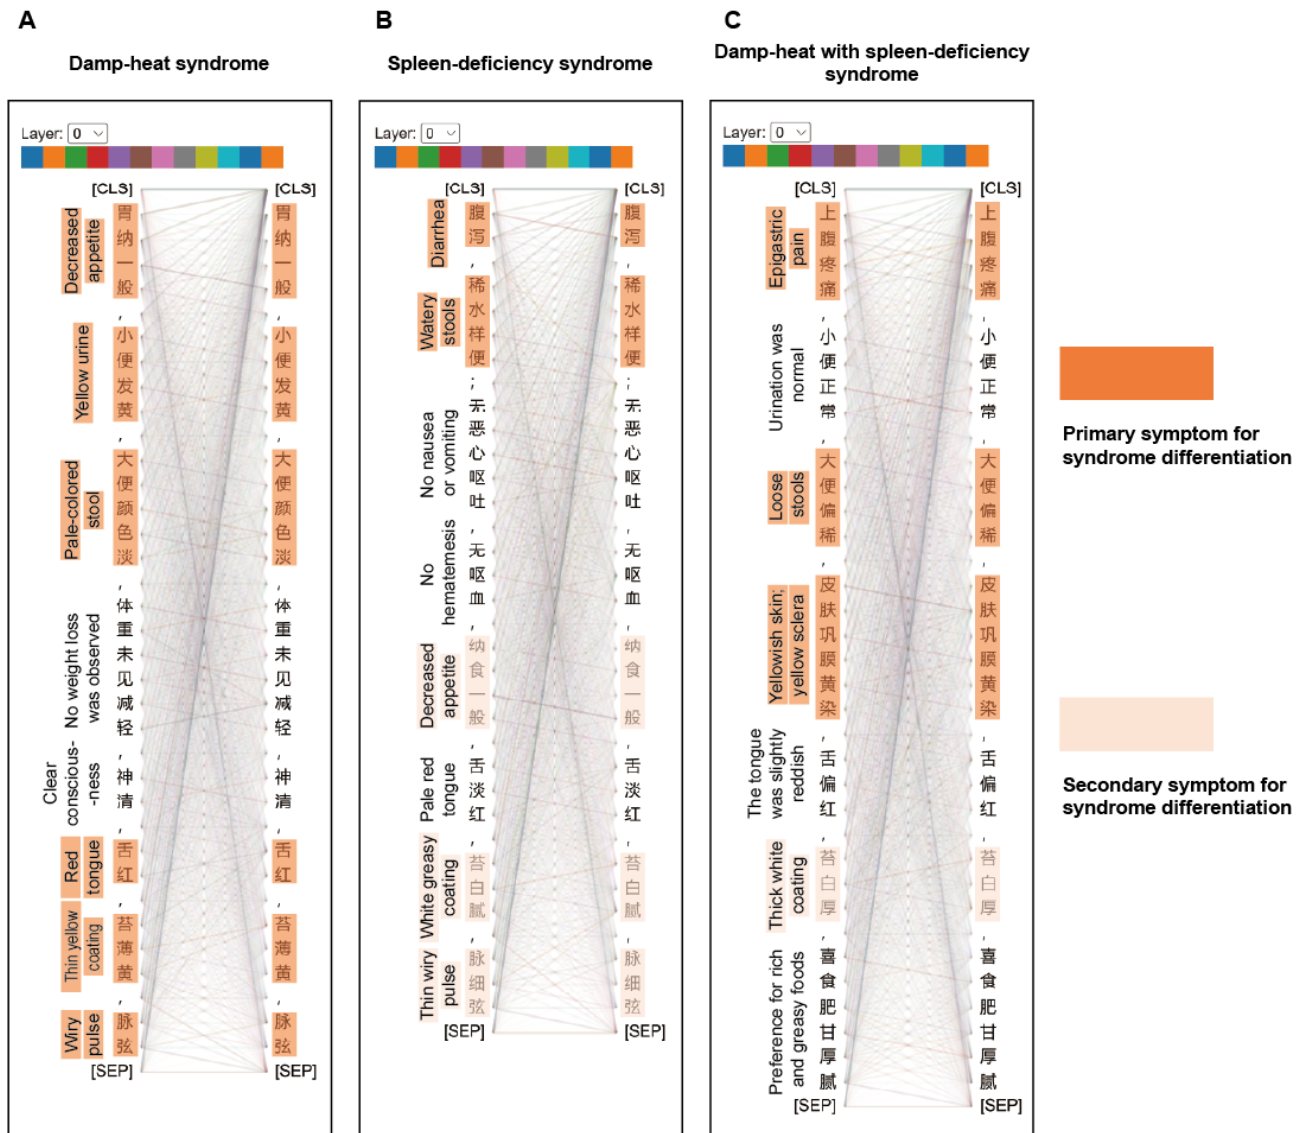 A
Damp-heat syndrome
Layer: 0
[CLS]
Decreased
appetite
Yellow urine
Pale-colored
stool
No weight loss
was observed
Clear
conscious-
-ness
Red
tongue
Thin yellow
coating
Wiry
pulse
胃纳一般,小便发黄,大便颜色淡,体重未见减轻,神清,舌红,苔薄黄,脉弦
[SEP]
[CLS]
胃纳一般,小便发黄,大便颜色淡,体重未见减轻,神清,舌红,苔薄黄,脉弦
[SEP]
B
Spleen-deficiency syndrome
Layer: 0
[CLS]
Diarrhea
Watery
stools
No nausea
or vomiting
No
hematemesis
Decreased
appetite
Pale red
tongue
White greasy
coating
Thin wiry
pulse
腹泻,稀水样便;无恶心呕吐,无呕血,纳食一般,舌淡红,苔白腻,脉细弦
[SEP]
[CLS]
腹泻,稀水样便;无恶心呕吐,无呕血,纳食一般,舌淡红,苔白腻,脉细弦
[SEP]
C
Damp-heat with spleen-deficiency
syndrome
Layer: 0
[CLS]
Epigastric
pain
Urination was
normal
Loose
stools
Yellowish skin;
yellow sclera
The tongue
was slightly
reddish
Thick white
coating
Preference for rich
and greasy foods
上腹疼痛,小便正常,大便偏稀,皮肤巩膜黄染,舌偏红,苔白厚,喜食肥甘厚腻
[SEP]
[CLS]
上腹疼痛,小便正常,大便偏稀,皮肤巩膜黄染,舌偏红,苔白厚,喜食肥甘厚腻
[SEP]
Primary symptom for
syndrome differentiation
Secondary symptom for
syndrome differentiation